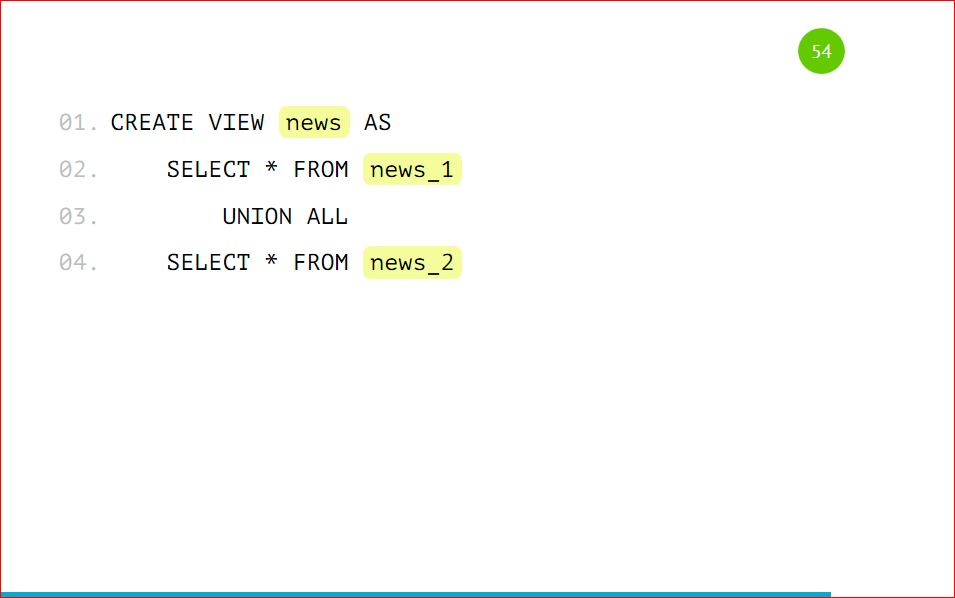 54
01. CREATE VIEW news AS
02.     SELECT * FROM news_1
03.         UNION ALL
04.     SELECT * FROM news_2